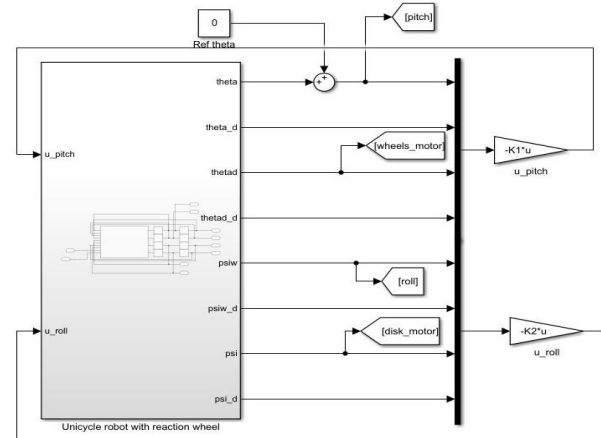 0
Ref theta
[pitch]
+
+
theta
theta_d
[wheels_motor]
-K1*u
u_pitch
u_pitch
thetad
thetad_d
psiw
[roll]
psiw_d
u_roll
[disk_motor]
-K2*u
u_roll
psi
psi_d
Unicycle robot with reaction wheel